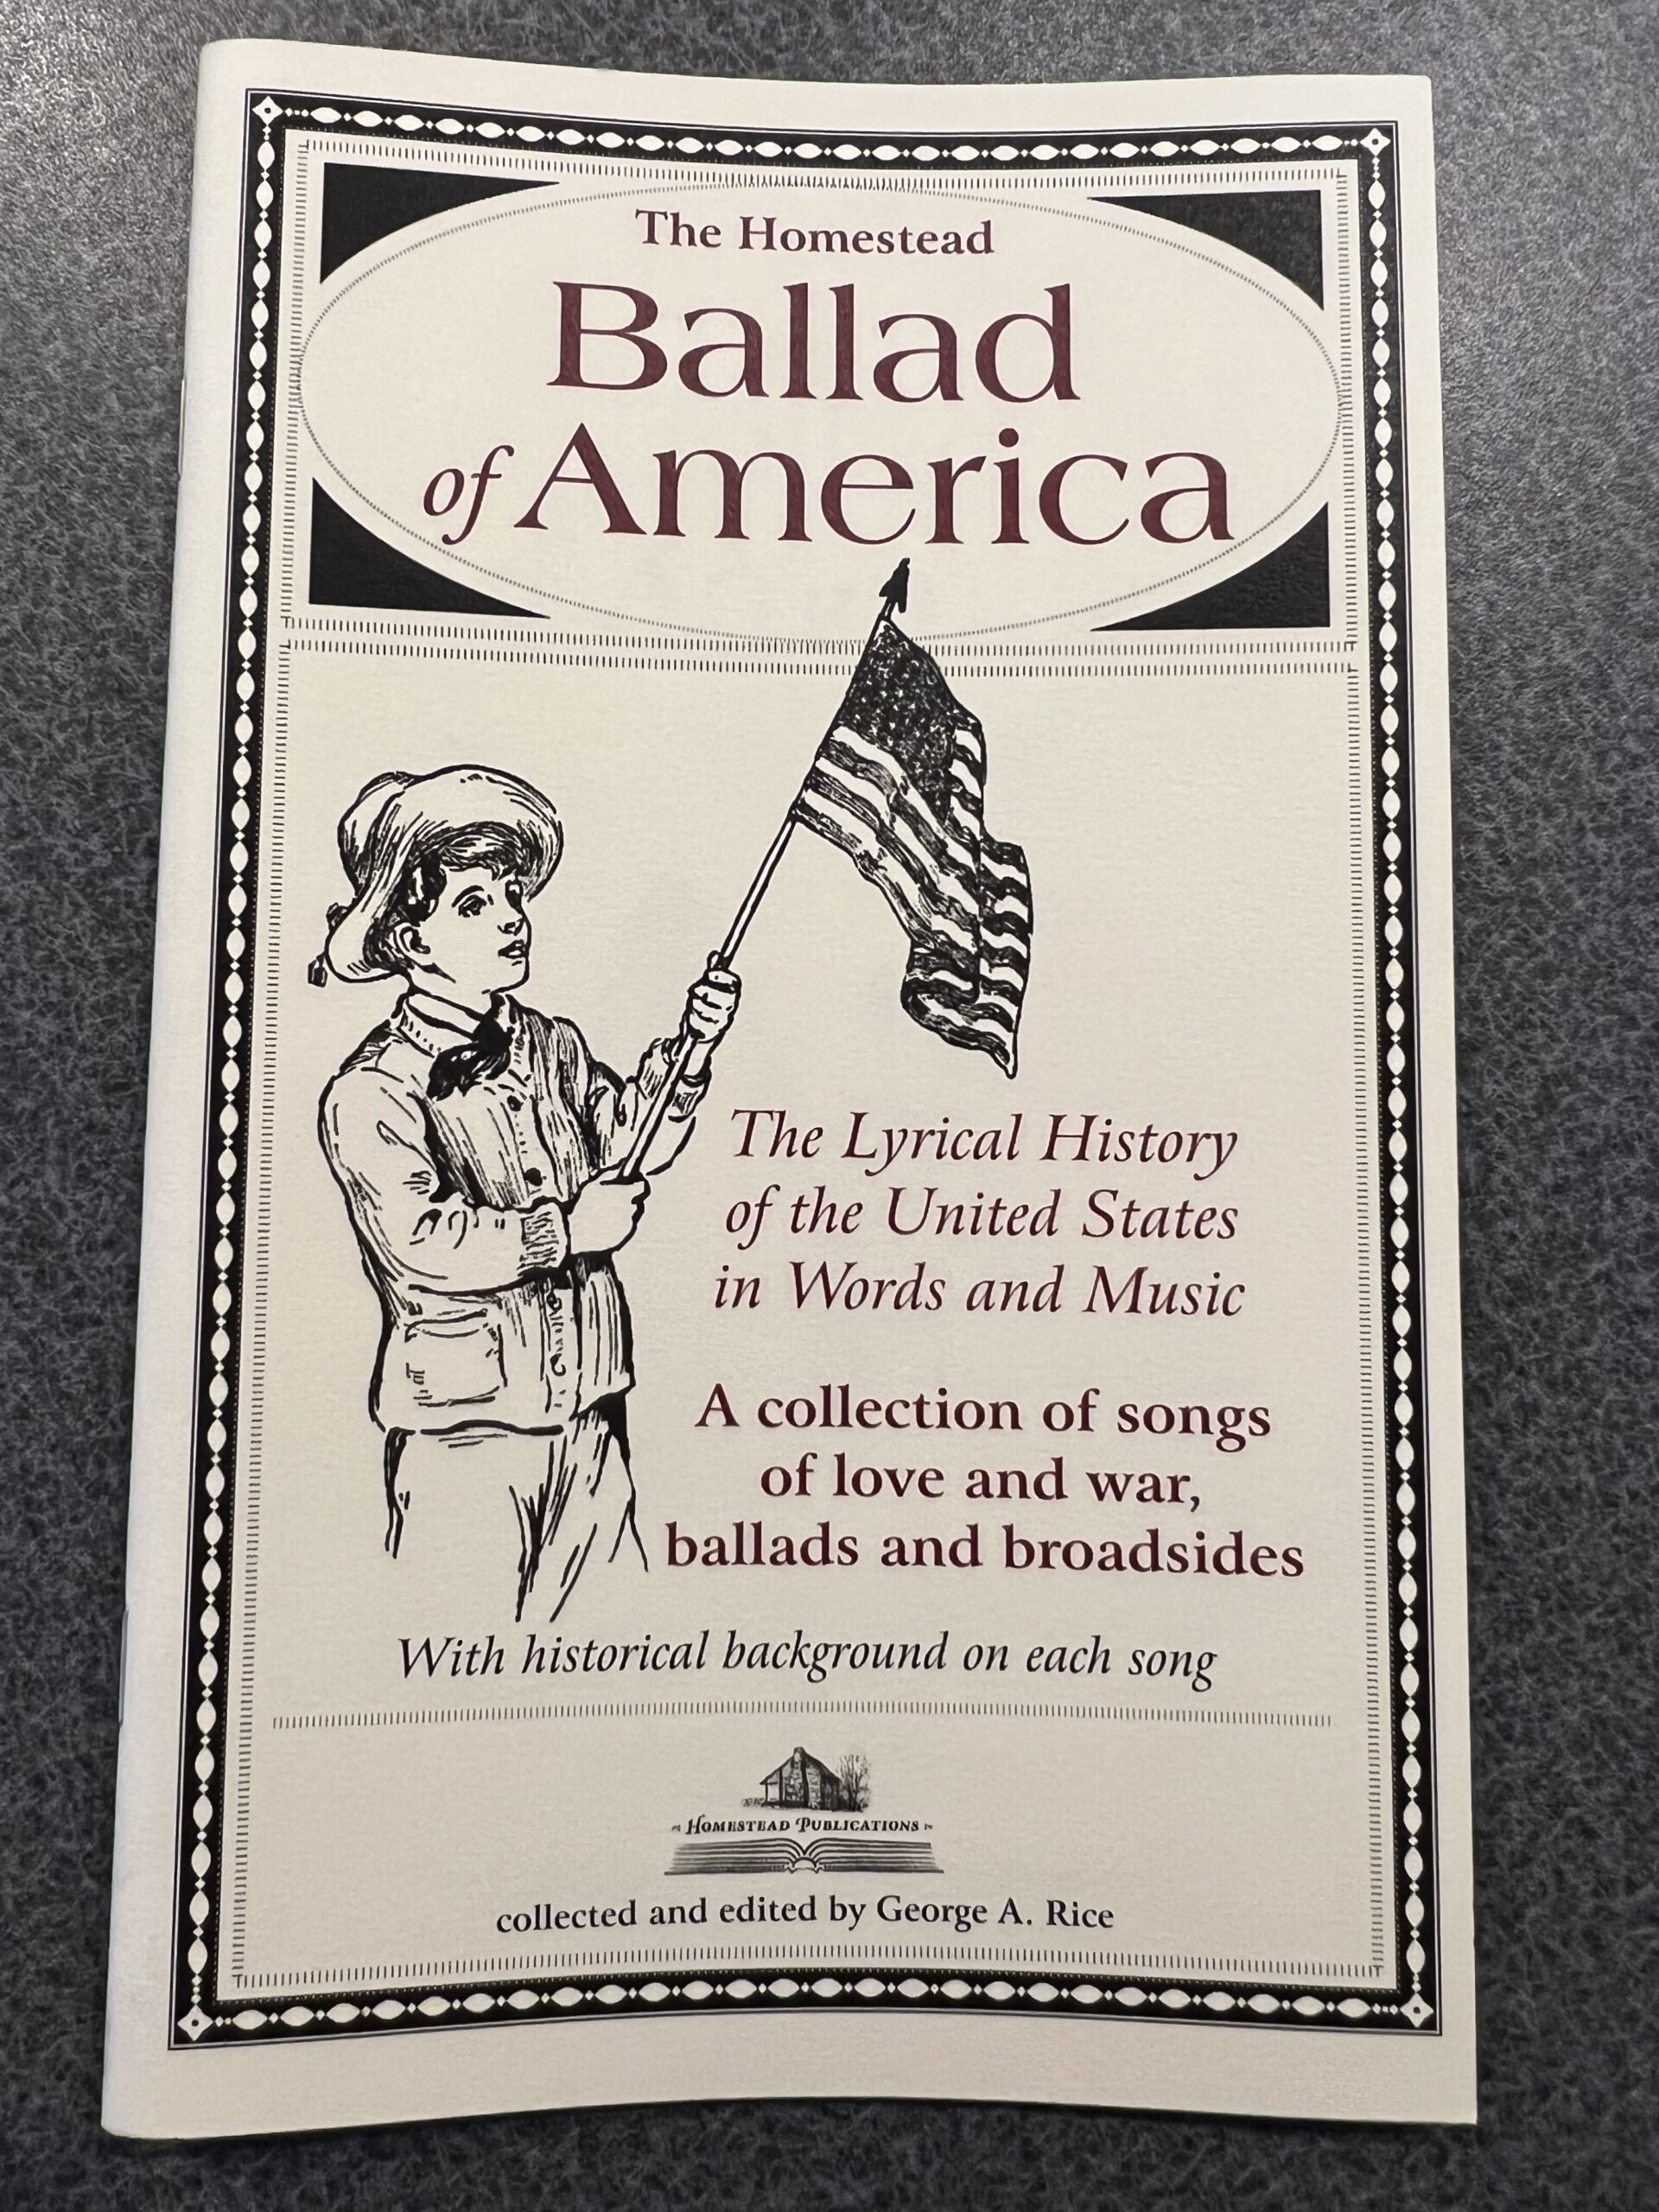 The Homestead
Ballad
of America
The Lyrical History
of the United States
in Words and Music
A collection of songs
of love and war,
ballads and broadsides
With historical background on each song
Homestead Publications
collected and edited by George A. Rice